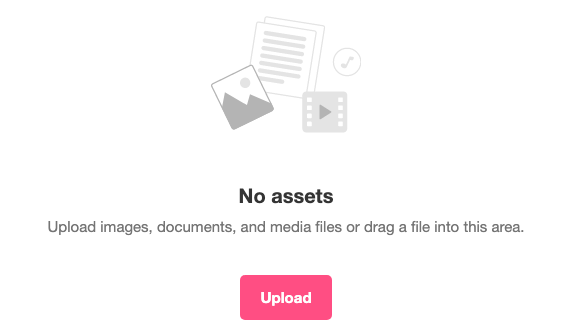 No assets
Upload images, documents, and media files or drag a file into this area.
Upload